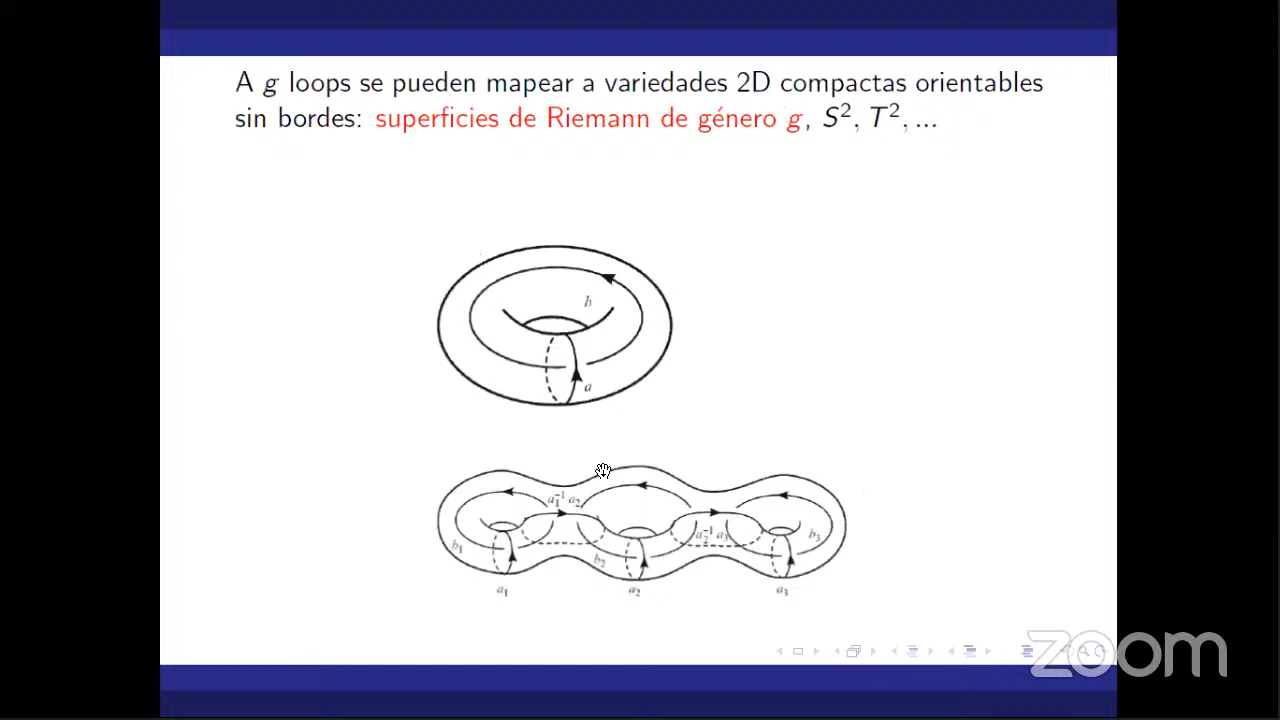 A g loops se pueden mapear a variedades 2D compactas orientables
sin bordes: superficies de Riemann de género g, S², T², ...
b
a
a₁⁻¹ a₂
a₂⁻¹ a₃
b₁
b₂
b₃
a₁
a₂
a₃
zoom